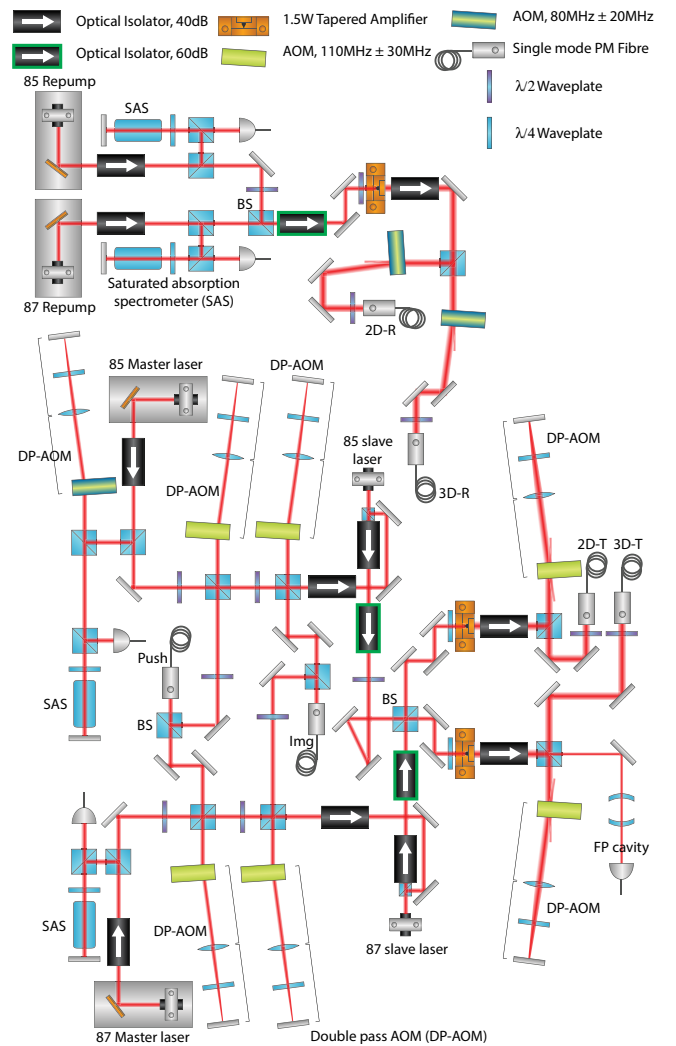 Optical Isolator, 40dB
1.5W Tapered Amplifier
AOM, 80MHz ± 20MHz
Optical Isolator, 60dB
AOM, 110MHz ± 30MHz
Single mode PM Fibre
λ/2 Waveplate
λ/4 Waveplate
85 Repump
SAS
BS
87 Repump
Saturated absorption
spectrometer (SAS)
2D-R
3D-R
85 Master laser
DP-AOM
DP-AOM
DP-AOM
85 slave
laser
DP-AOM
2D-T
3D-T
SAS
Push
BS
Img
BS
FP cavity
SAS
DP-AOM
DP-AOM
87 slave laser
87 Master laser
Double pass AOM (DP-AOM)